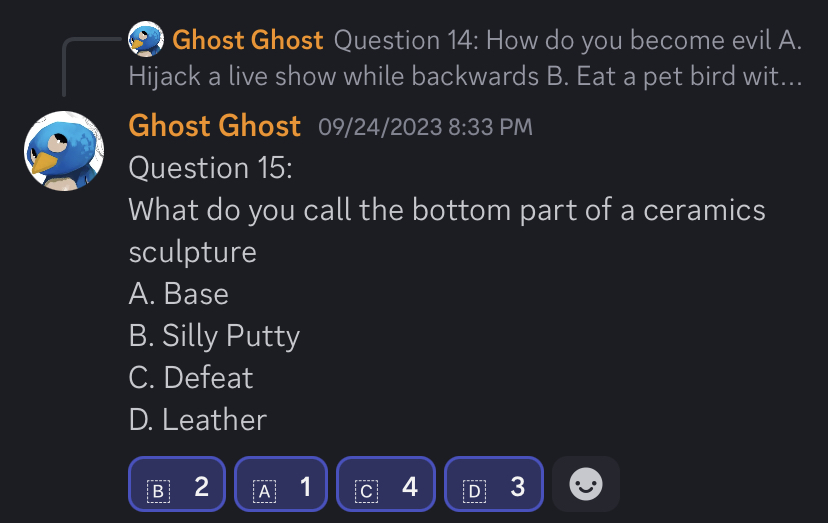 Ghost Ghost Question 14: How do you become evil A.
Hijack a live show while backwards B. Eat a pet bird wit...
Ghost Ghost 09/24/2023 8:33 PM
Question 15:
What do you call the bottom part of a ceramics
sculpture
A. Base
B. Silly Putty
C. Defeat
D. Leather
B 2 A 1 C 4 D 3